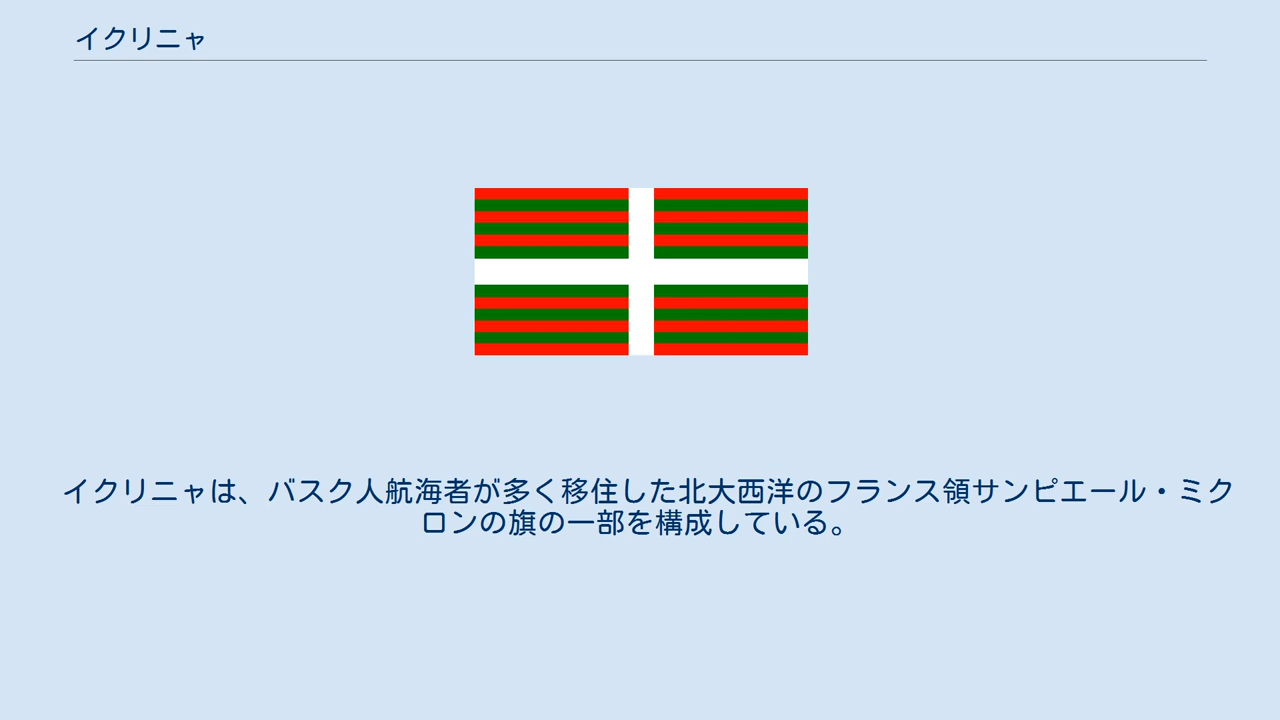 イクリニャ
イクリニャは、バスク人航海者が多く移住した北大西洋のフランス領サンピエール・ミク
ロンの旗の一部を構成している。